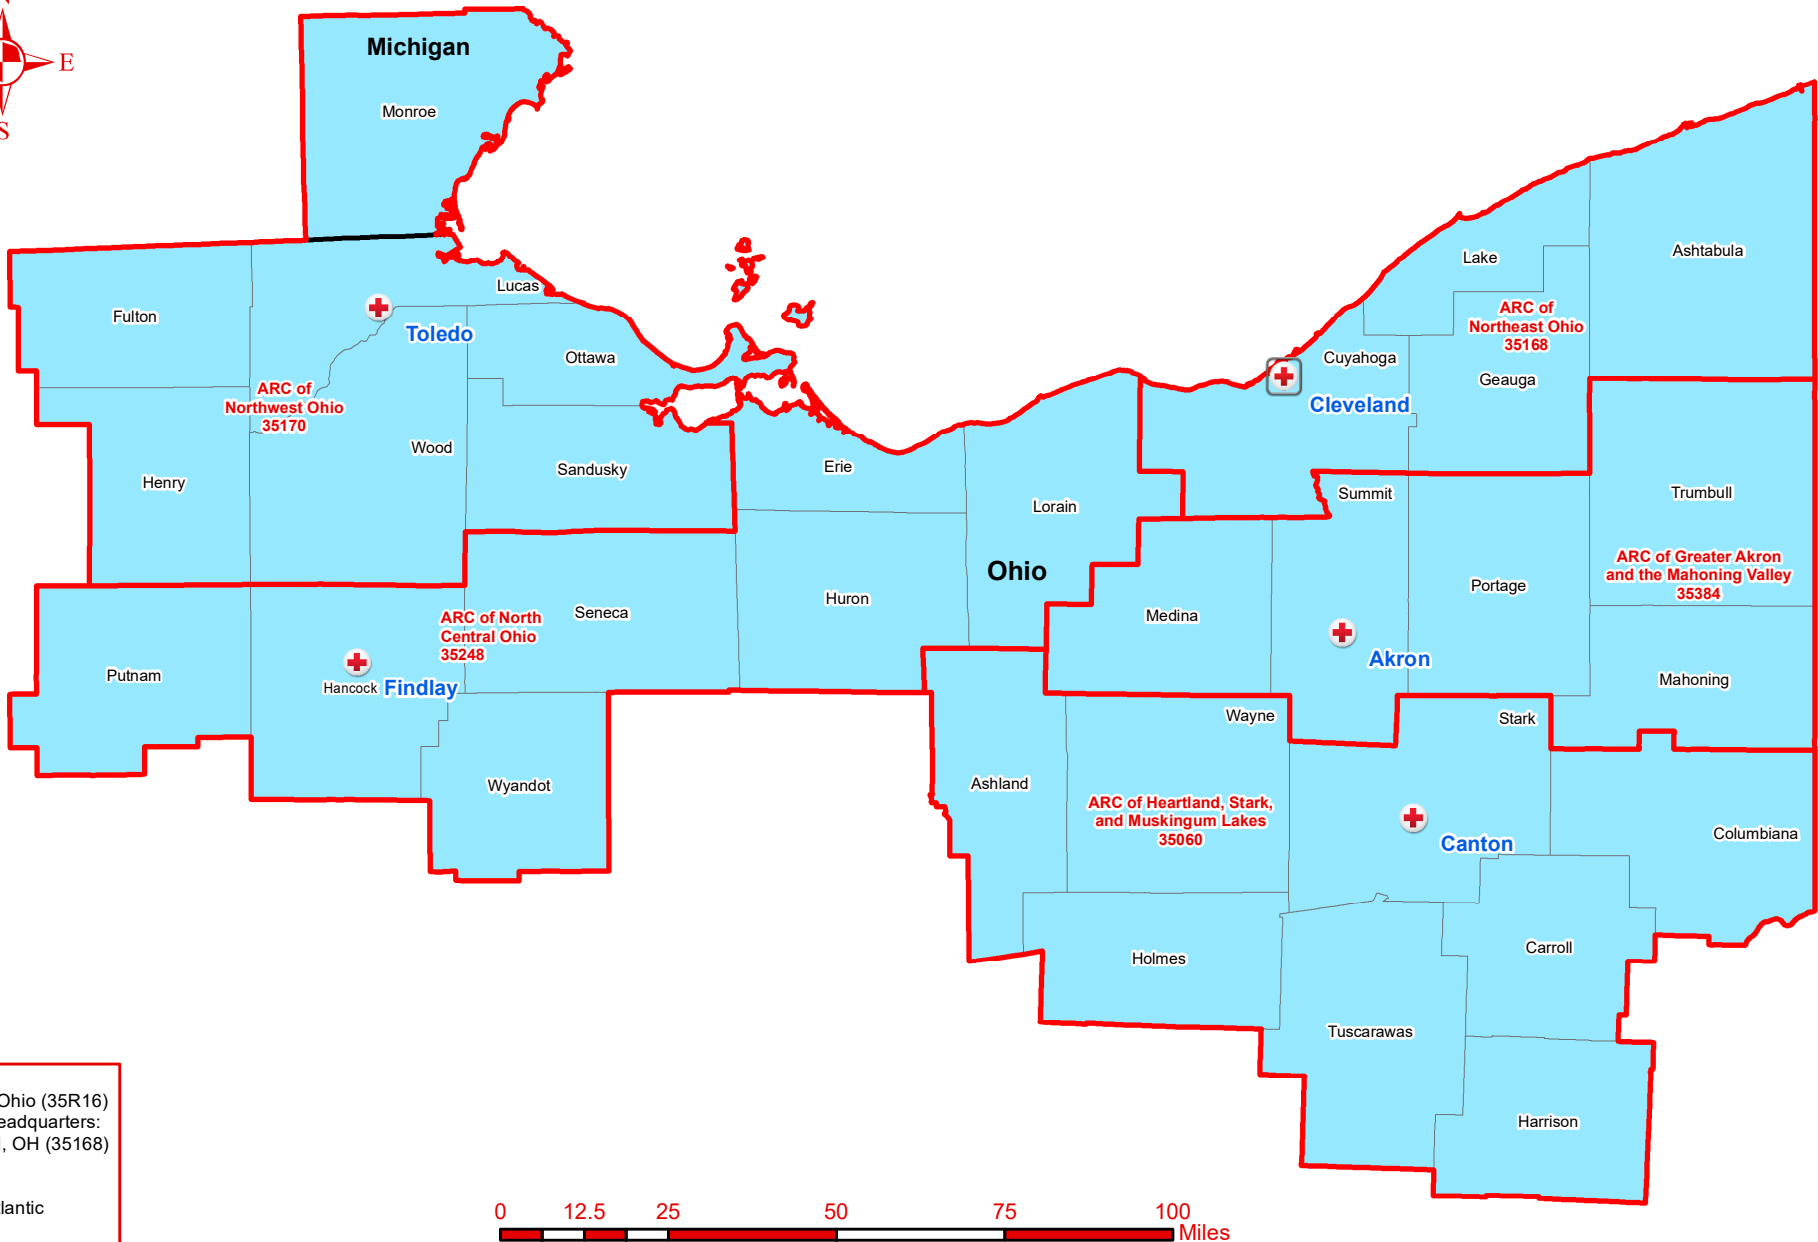 E
S
Michigan
Monroe
Fulton
Lucas
Toledo
Ottawa
ARC of
Northwest Ohio
35170
Henry
Wood
Sandusky
Erie
Lorain
Lake
Ashtabula
ARC of
Northeast Ohio
35168
Cuyahoga
Geauga
Cleveland
Summit
Trumbull
Ohio
ARC of Greater Akron
and the Mahoning Valley
35384
Portage
Medina
Akron
Mahoning
Huron
Seneca
ARC of North
Central Ohio
35248
Putnam
Hancock
Findlay
Wyandot
Wayne
Stark
Ashland
ARC of Heartland, Stark,
and Muskingum Lakes
35060
Canton
Columbiana
Holmes
Carroll
Tuscarawas
Harrison
Ohio (35R16)
eadquarters:
, OH (35168)
tlantic
0 12.5 25 50 75 100
Miles